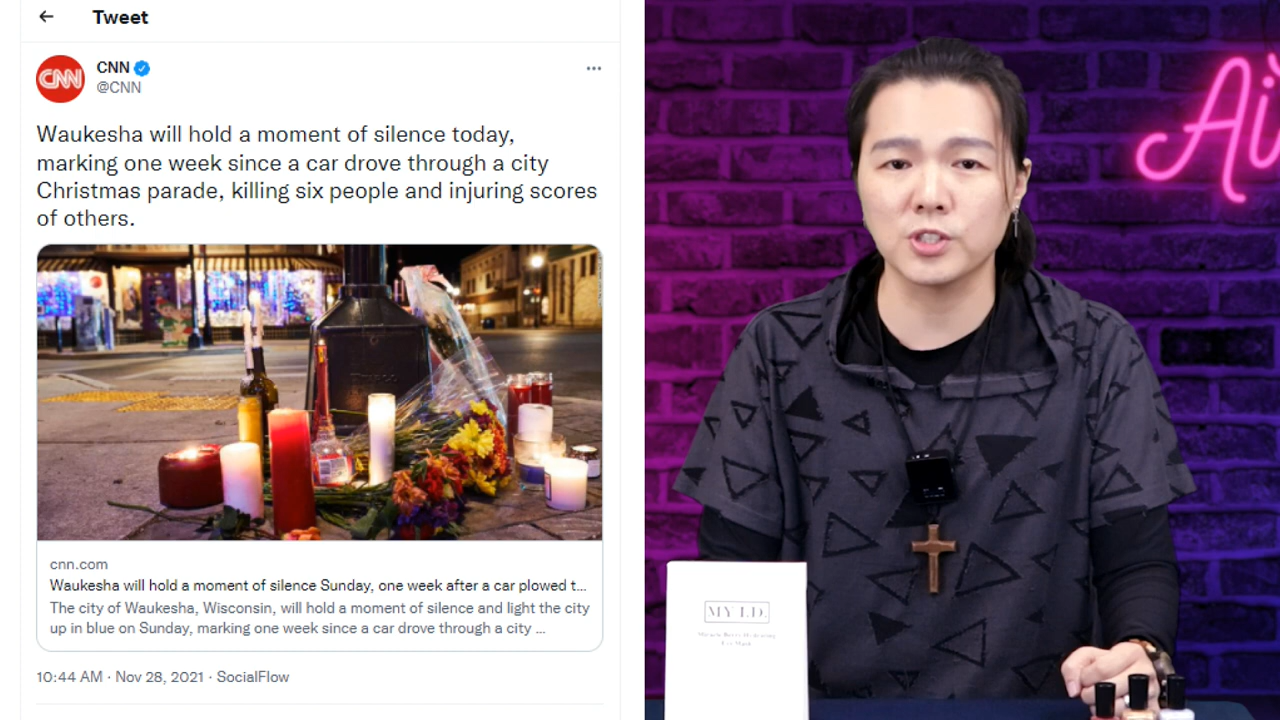 Tweet
CNN
CNN
@CNN
Waukesha will hold a moment of silence today,
marking one week since a car drove through a city
Christmas parade, killing six people and injuring scores
of others.
cnn.com
Waukesha will hold a moment of silence Sunday, one week after a car plowed t...
The city of Waukesha, Wisconsin, will hold a moment of silence and light the city
up in blue on Sunday, marking one week since a car drove through a city ...
10:44 AM · Nov 28, 2021 · SocialFlow
MY I.D.